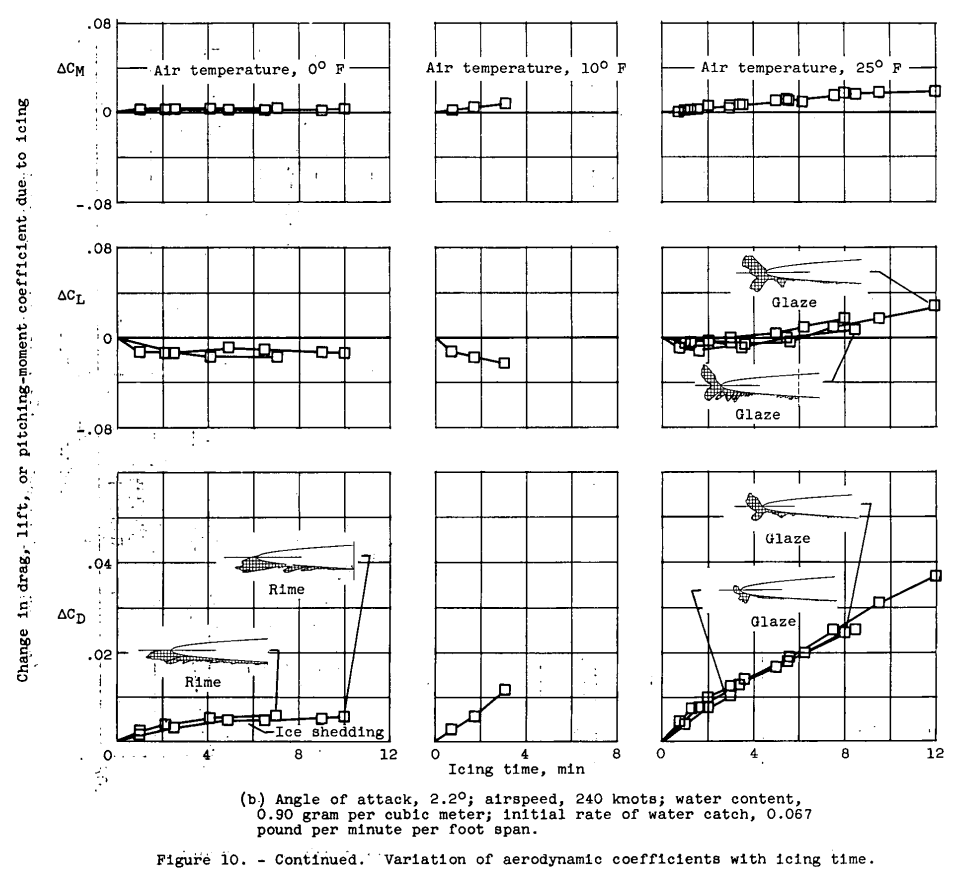 Change in drag, lift, or pitching-moment coefficient due to icing
.08
ΔCM
0
-.08
Air temperature, 0° F
Air temperature, 10° F
Air temperature, 25° F
.08
ΔCL
0
-.08
Glaze
Glaze
.04
ΔCD
.02
Rime
Rime
Ice shedding
Glaze
Glaze
0 4 8 12
0 4 8
0 4 8 12
Icing time, min
(b) Angle of attack, 2.2°; airspeed, 240 knots; water content,
0.90 gram per cubic meter; initial rate of water catch, 0.067
pound per minute per foot span.
Figure 10. - Continued. Variation of aerodynamic coefficients with icing time.